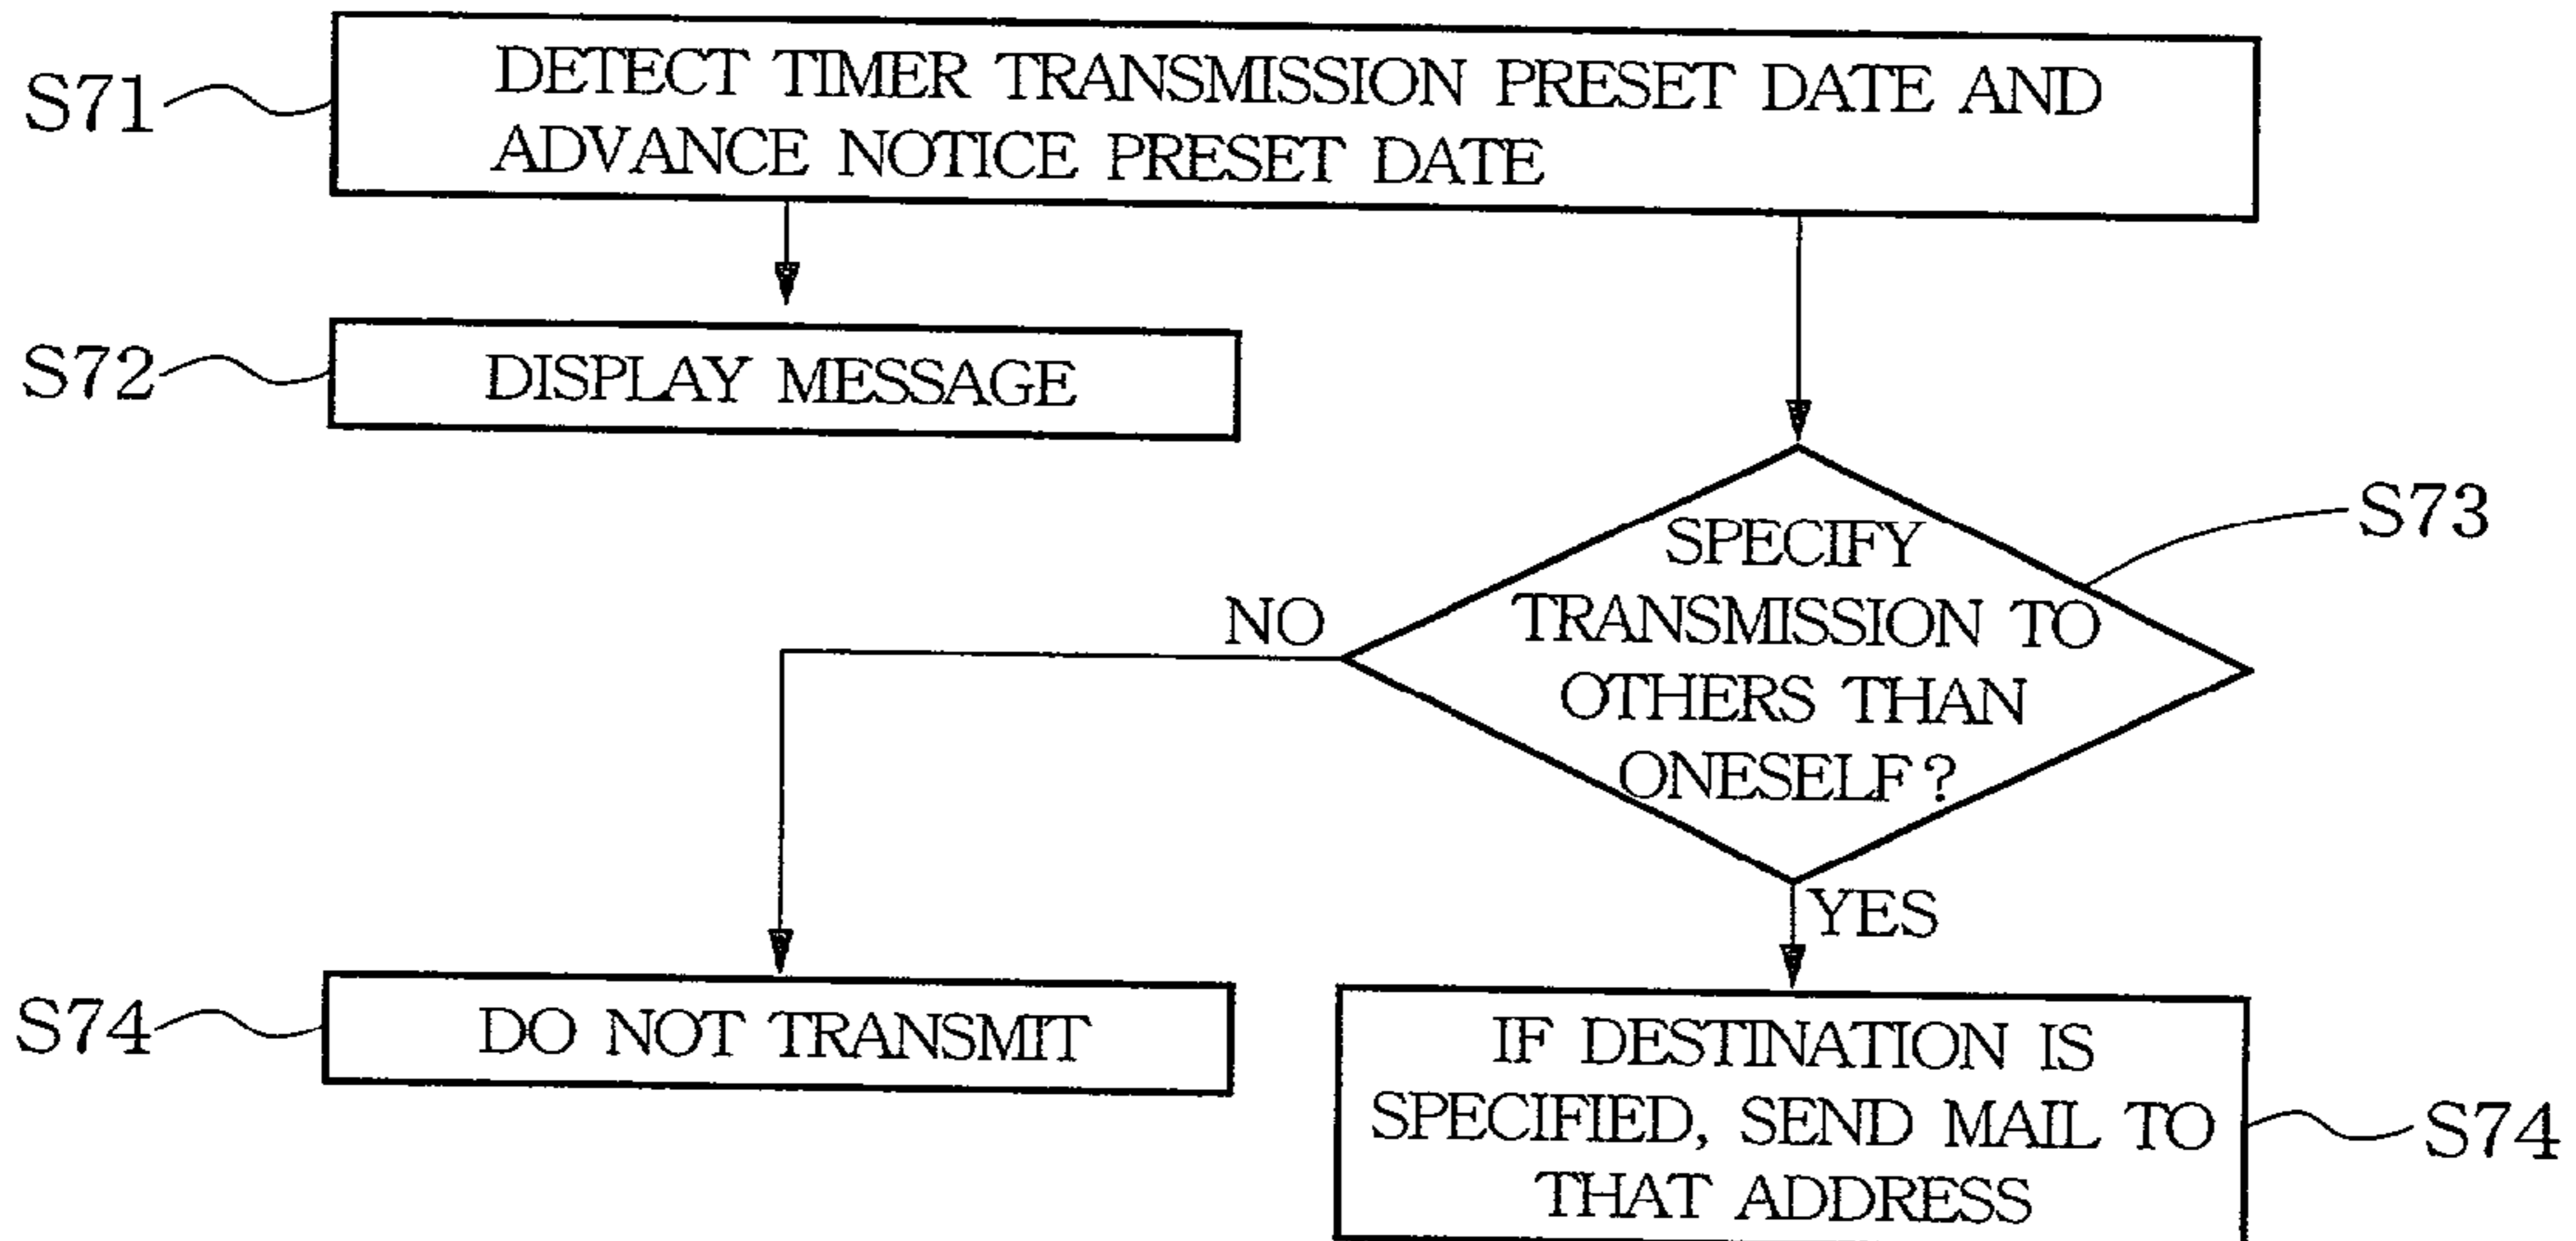 S71
DETECT TIMER TRANSMISSION PRESET DATE AND
ADVANCE NOTICE PRESET DATE
S72
DISPLAY MESSAGE
SPECIFY
TRANSMISSION TO
OTHERS THAN
ONESELF?
S73
NO
YES
S74
DO NOT TRANSMIT
IF DESTINATION IS
SPECIFIED, SEND MAIL TO
THAT ADDRESS
S74